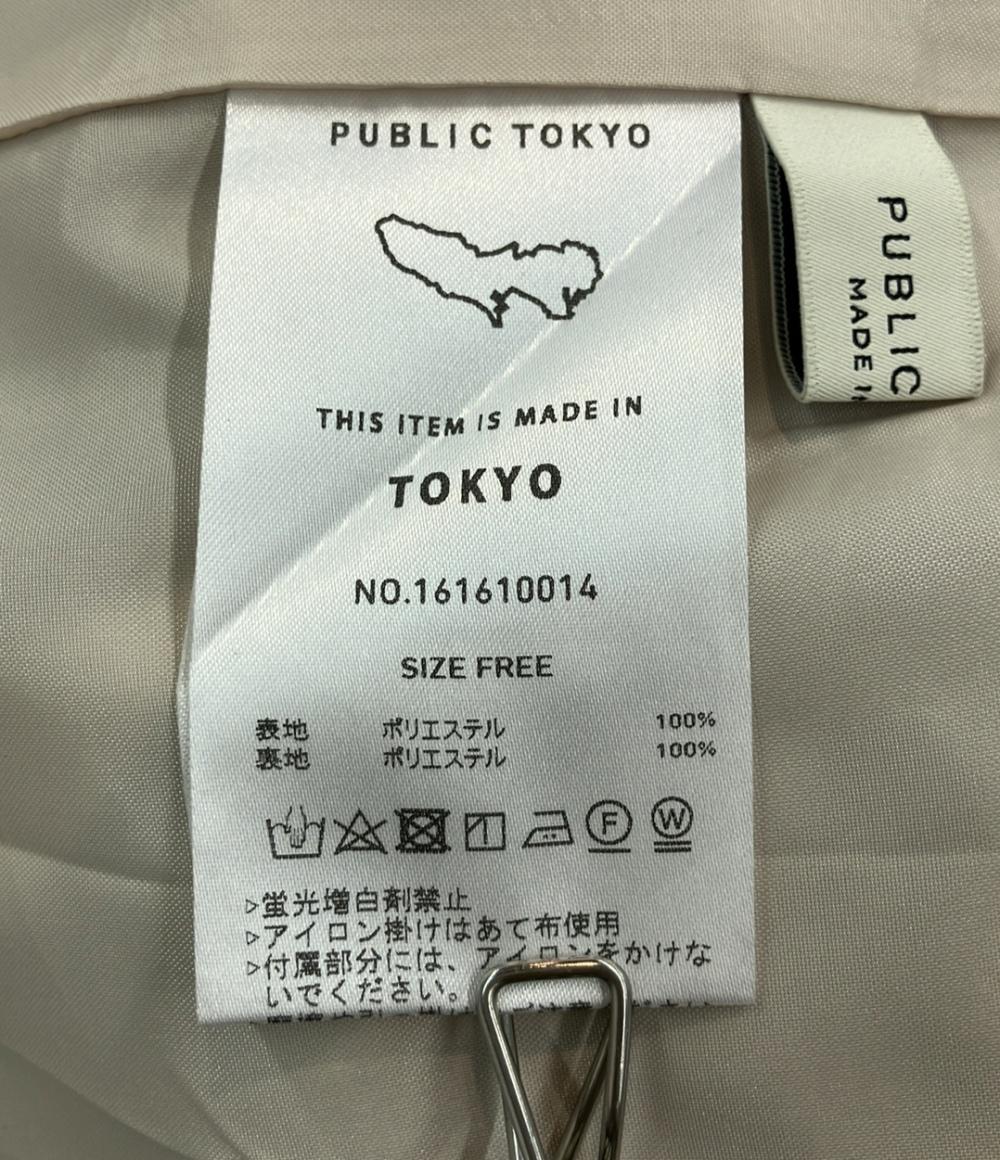 PUBLIC TOKYO
THIS ITEM IS MADE IN
TOKYO
NO.161610014
SIZE FREE
表地 ポリエステル 100%
裏地 ポリエステル 100%
F W
▷蛍光増白剤禁止
▷アイロン掛けはあて布使用
▷付属部分には、アイロンをかけな
いでください。
PUBLIC
MADE